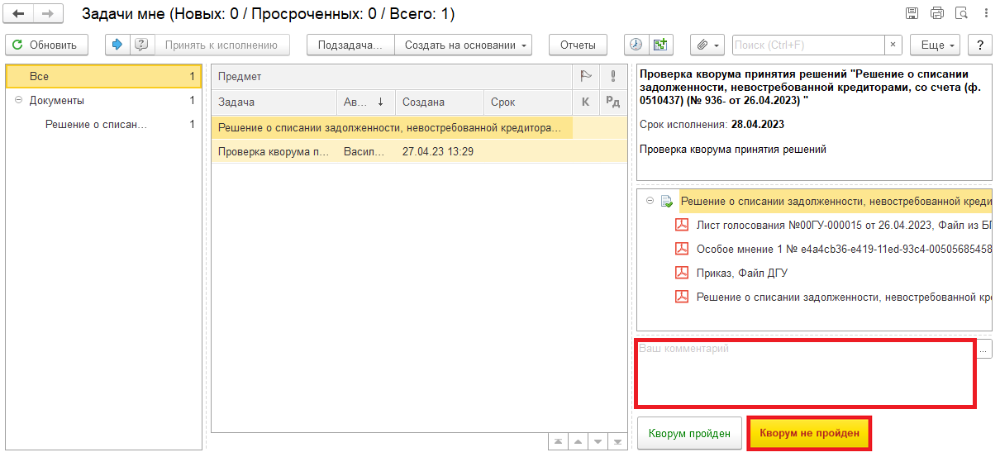 Задачи мне (Новых: 0 / Просроченных: 0 / Всего: 1)
Обновить
Принять к исполнению
Подзадача...
Создать на основании
Отчеты
Поиск (Ctrl+F)
×
Еще
?
Все 1
Документы 1
Решение о списан... 1
Предмет
Задача Ав... ↓ Создана Срок К Рд
Решение о списании задолженности, невостребованной кредитора...
Проверка кворума п... Васил... 27.04.23 13:29
Проверка кворума принятия решений "Решение о списании
задолженности, невостребованной кредиторами, со счета (ф.
0510437) (№ 936- от 26.04.2023) "
Срок исполнения: 28.04.2023
Проверка кворума принятия решений
Решение о списании задолженности, невостребованной креди
Лист голосования №00ГУ-000015 от 26.04.2023, Файл из БГ
Особое мнение 1 № e4a4cb36-e419-11ed-93c4-00505685458
Приказ, Файл ДГУ
Решение о списании задолженности, невостребованной кре
Ваш комментарий
...
Кворум пройден
Кворум не пройден